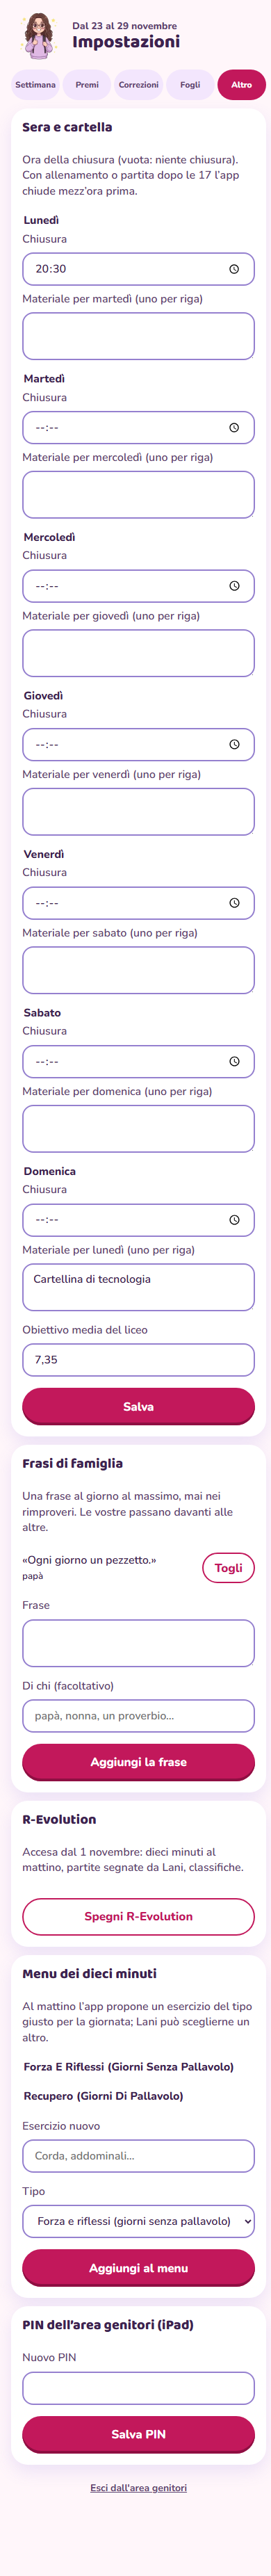 Dal 23 al 29 novembre
Impostazioni
Settimana
Premi
Correzioni
Fogli
Altro
Sera e cartella
Ora della chiusura (vuota: niente chiusura).
Con allenamento o partita dopo le 17 l’app
chiude mezz’ora prima.
Lunedì
Chiusura
20:30
Materiale per martedì (uno per riga)
Martedì
Chiusura
--:--
Materiale per mercoledì (uno per riga)
Mercoledì
Chiusura
--:--
Materiale per giovedì (uno per riga)
Giovedì
Chiusura
--:--
Materiale per venerdì (uno per riga)
Venerdì
Chiusura
--:--
Materiale per sabato (uno per riga)
Sabato
Chiusura
--:--
Materiale per domenica (uno per riga)
Domenica
Chiusura
--:--
Materiale per lunedì (uno per riga)
Cartellina di tecnologia
Obiettivo media del liceo
7,35
Salva
Frasi di famiglia
Una frase al giorno al massimo, mai nei
rimproveri. Le vostre passano davanti alle
altre.
«Ogni giorno un pezzetto.»
papà
Togli
Frase
Di chi (facoltativo)
papà, nonna, un proverbio…
Aggiungi la frase
R-Evolution
Accesa dal 1 novembre: dieci minuti al
mattino, partite segnate da Lani, classifiche.
Spegni R-Evolution
Menu dei dieci minuti
Al mattino l’app propone un esercizio del tipo
giusto per la giornata; Lani può sceglierne un
altro.
Forza E Riflessi (Giorni Senza Pallavolo)
Recupero (Giorni Di Pallavolo)
Esercizio nuovo
Corda, addominali…
Tipo
Forza e riflessi (giorni senza pallavolo)
Aggiungi al menu
PIN dell’area genitori (iPad)
Nuovo PIN
Salva PIN
Esci dall’area genitori